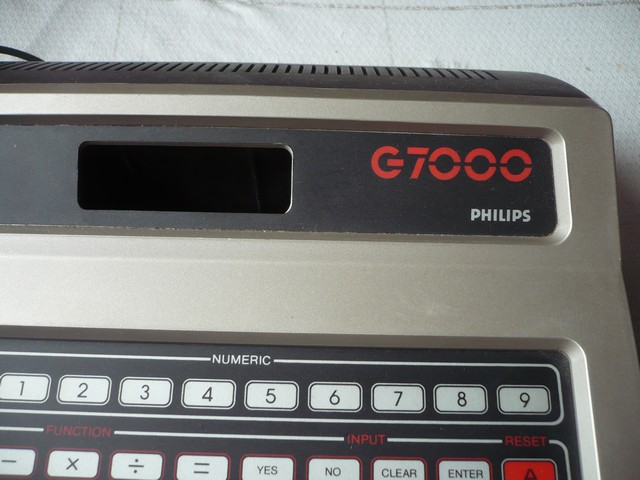 G7000
PHILIPS
NUMERIC
1 2 3 4 5 6 7 8 9
FUNCTION INPUT RESET
− × ÷ = YES NO CLEAR ENTER A